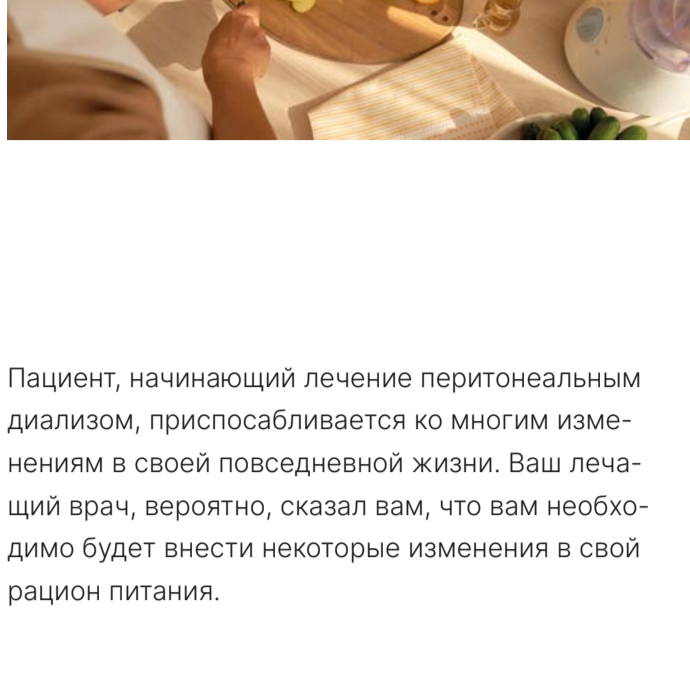 Пациент, начинающий лечение перитонеальным
диализом, приспосабливается ко многим изме-
нениям в своей повседневной жизни. Ваш леча-
щий врач, вероятно, сказал вам, что вам необхо-
димо будет внести некоторые изменения в свой
рацион питания.